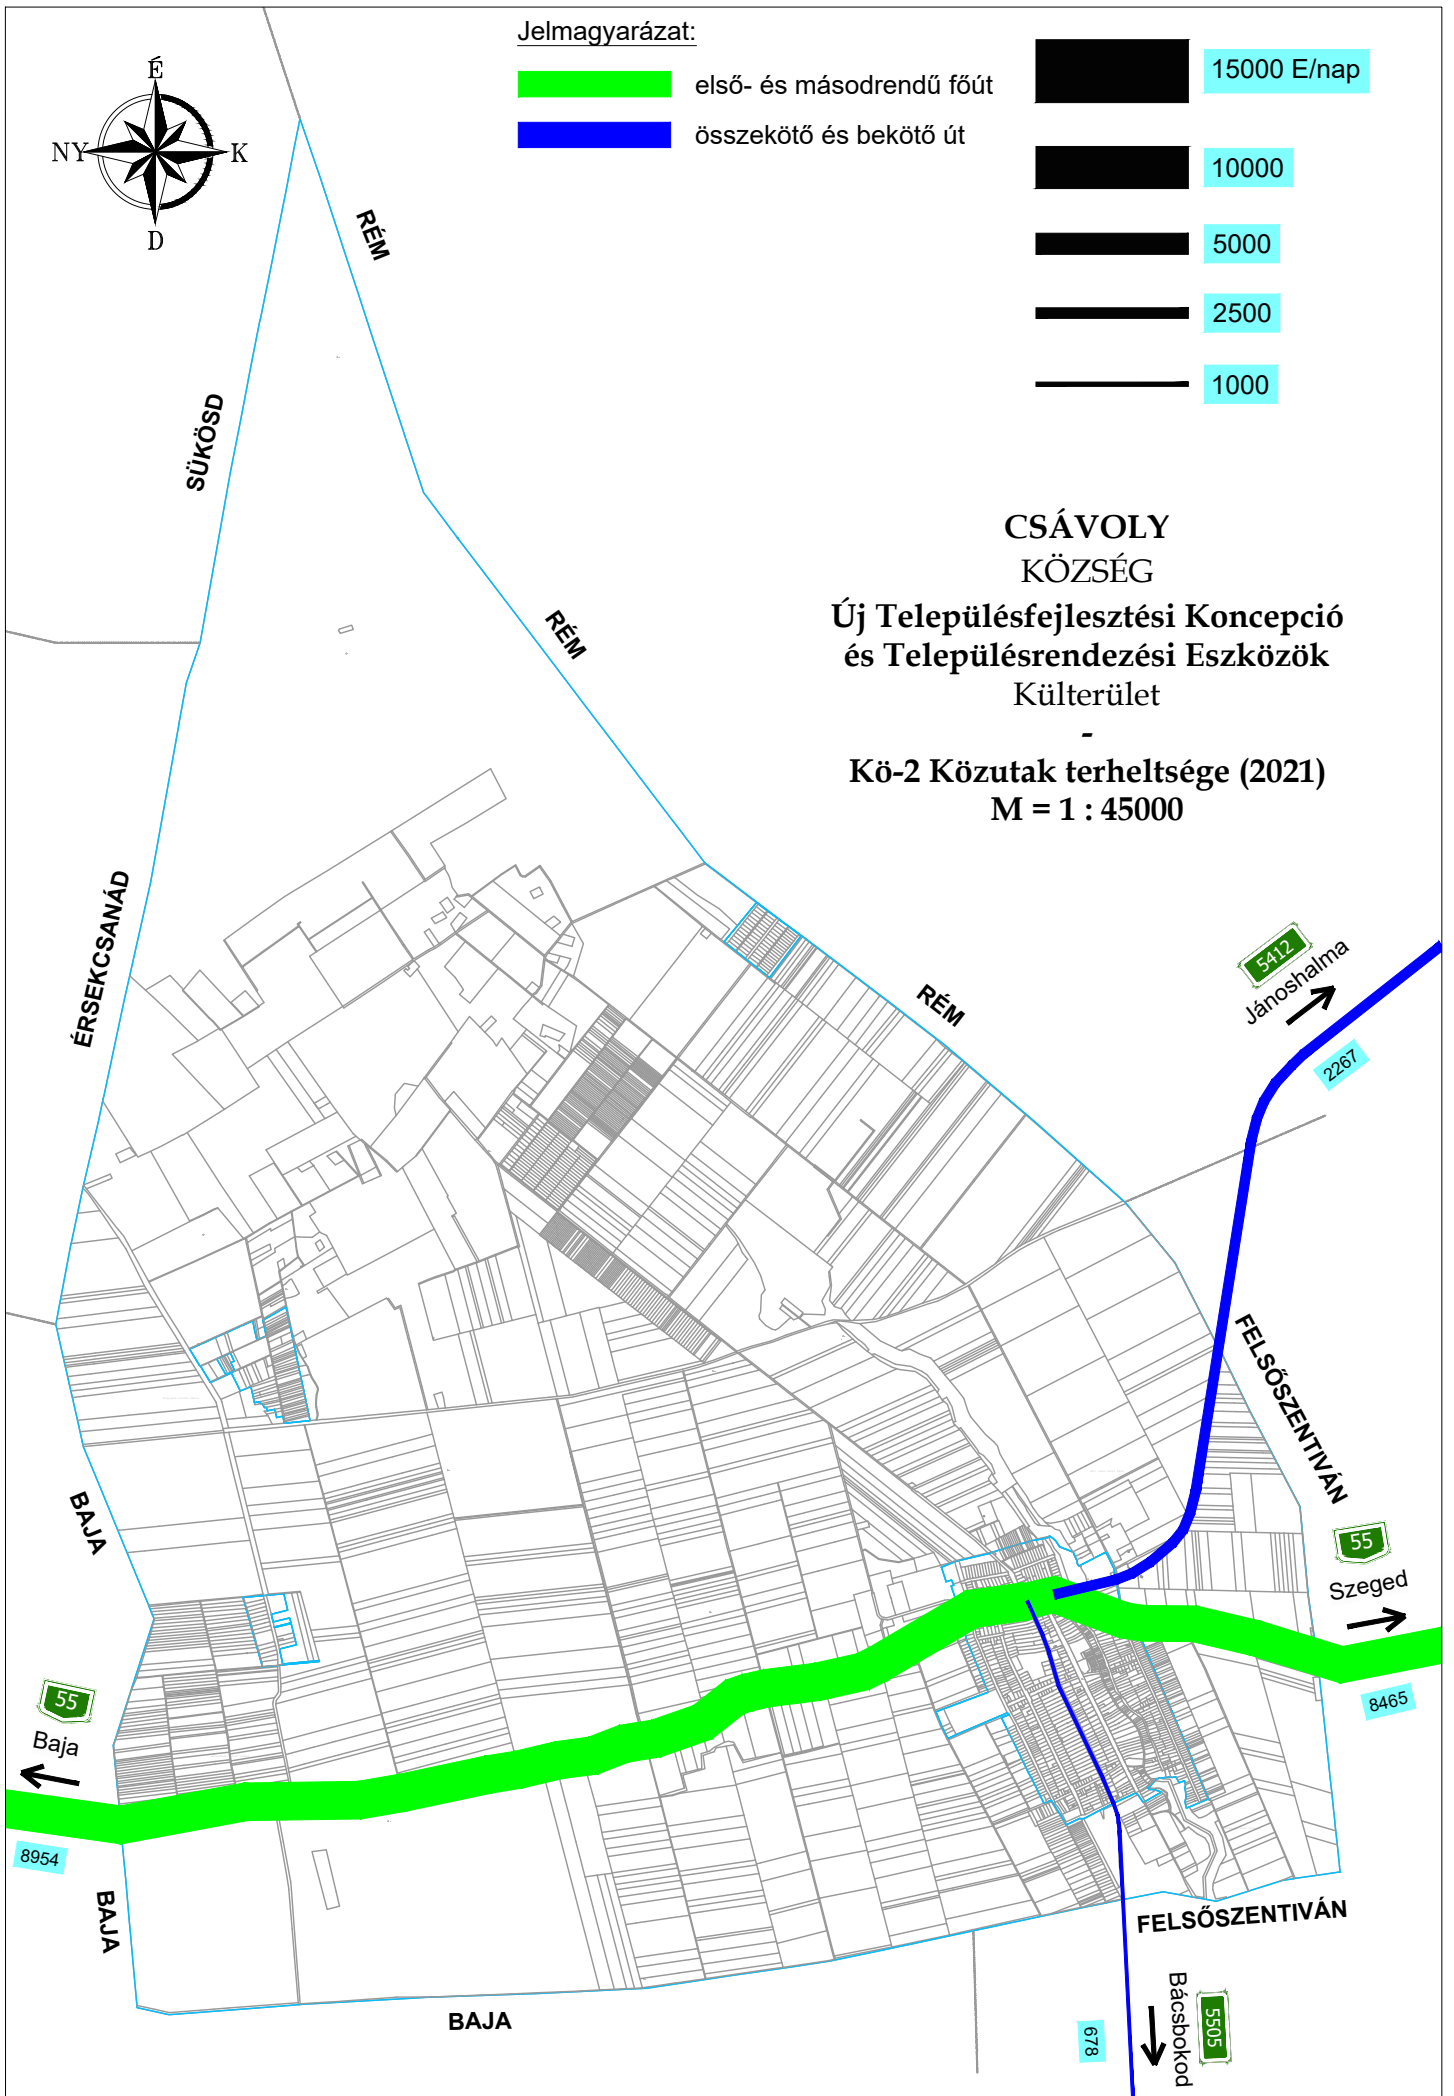 Jelmagyarázat:
első- és másodrendű főút
összekötő és bekötő út
15000 E/nap
10000
5000
2500
1000
É
NY
K
D
RÉM
SÜKÖSD
CSÁVOLY
KÖZSÉG
Új Településfejlesztési Koncepció
és Településrendezési Eszközök
Külterület
-
Kö-2 Közutak terheltsége (2021)
M = 1 : 45000
RÉM
ÉRSEKCSANÁD
RÉM
5412
Jánoshalma
2267
FELSŐSZENTIVÁN
BAJA
55
Szeged
8465
55
Baja
8954
BAJA
FELSŐSZENTIVÁN
BAJA
Bácsbokod
5505
678